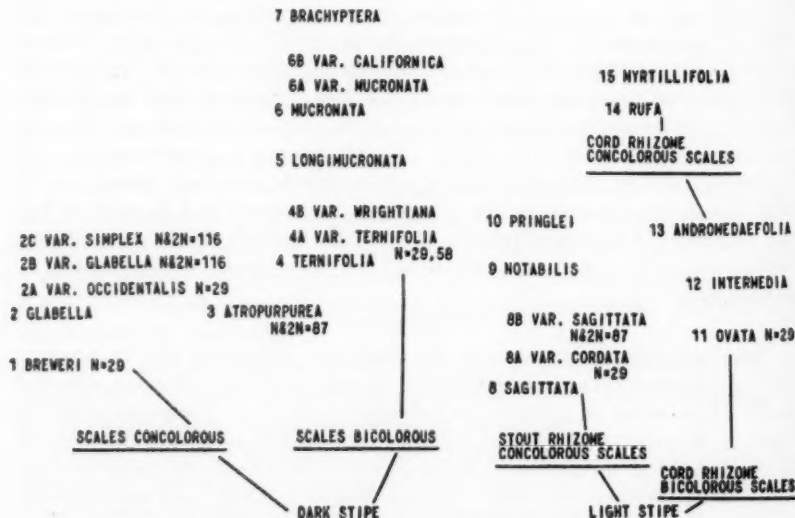 7 BRACHYPTERA
6B VAR. CALIFORNICA
6A VAR. MUCRONATA
6 MUCRONATA
5 LONGIMUCRONATA
4B VAR. WRIGHTIANA
4A VAR. TERNIFOLIA
N=29,58
4 TERNIFOLIA
2C VAR. SIMPLEX N&2N=116
2B VAR. GLABELLA N&2N=116
2A VAR. OCCIDENTALIS N=29
2 GLABELLA
3 ATROPURPUREA
N&2N=87
1 BREWERI N=29
SCALES CONCOLOROUS
SCALES BICOLOROUS
DARK STIPE
15 MYRTILLIFOLIA
14 RUFA
CORD RHIZOME
CONCOLOROUS SCALES
13 ANDROMEDAEFOLIA
12 INTERMEDIA
11 OVATA N=29
10 PRINGLEI
9 NOTABILIS
8B VAR. SAGITTATA
N&2N=87
8A VAR. CORDATA
N=29
8 SAGITTATA
STOUT RHIZOME
CONCOLOROUS SCALES
CORD RHIZOME
BICOLOROUS SCALES
LIGHT STIPE